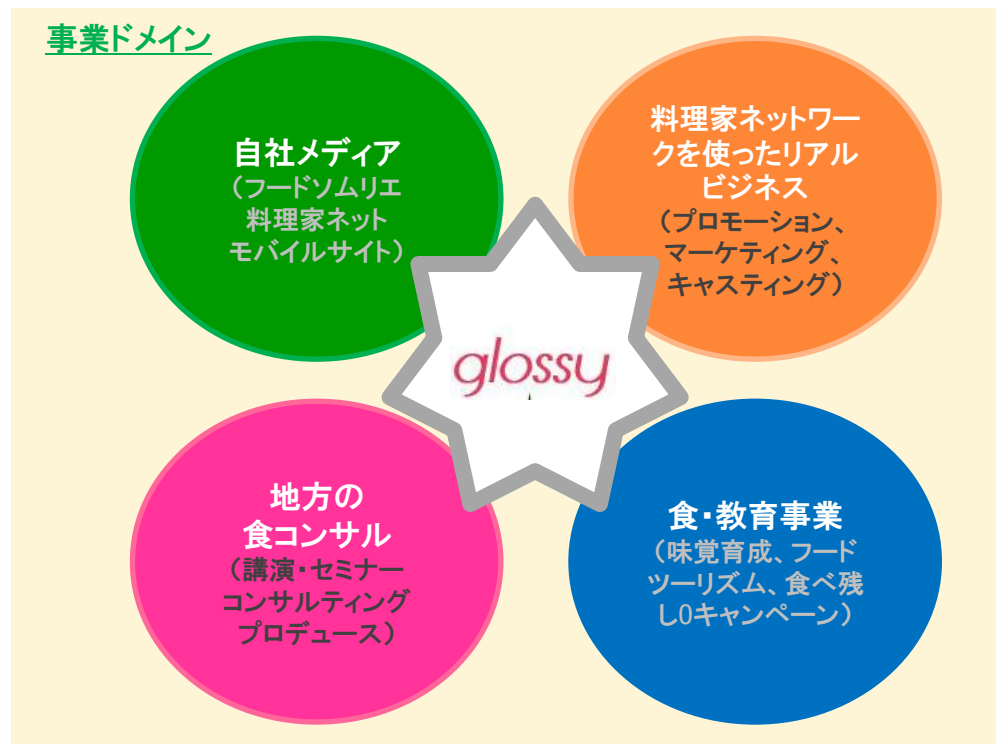 事業ドメイン
自社メディア
（フードソムリエ
料理家ネット
モバイルサイト）
料理家ネットワー
クを使ったリアル
ビジネス
（プロモーション、
マーケティング、
キャスティング）
glossy
地方の
食コンサル
（講演・セミナー
コンサルティング
プロデュース）
食・教育事業
（味覚育成、フード
ツーリズム、食べ残
し0キャンペーン）